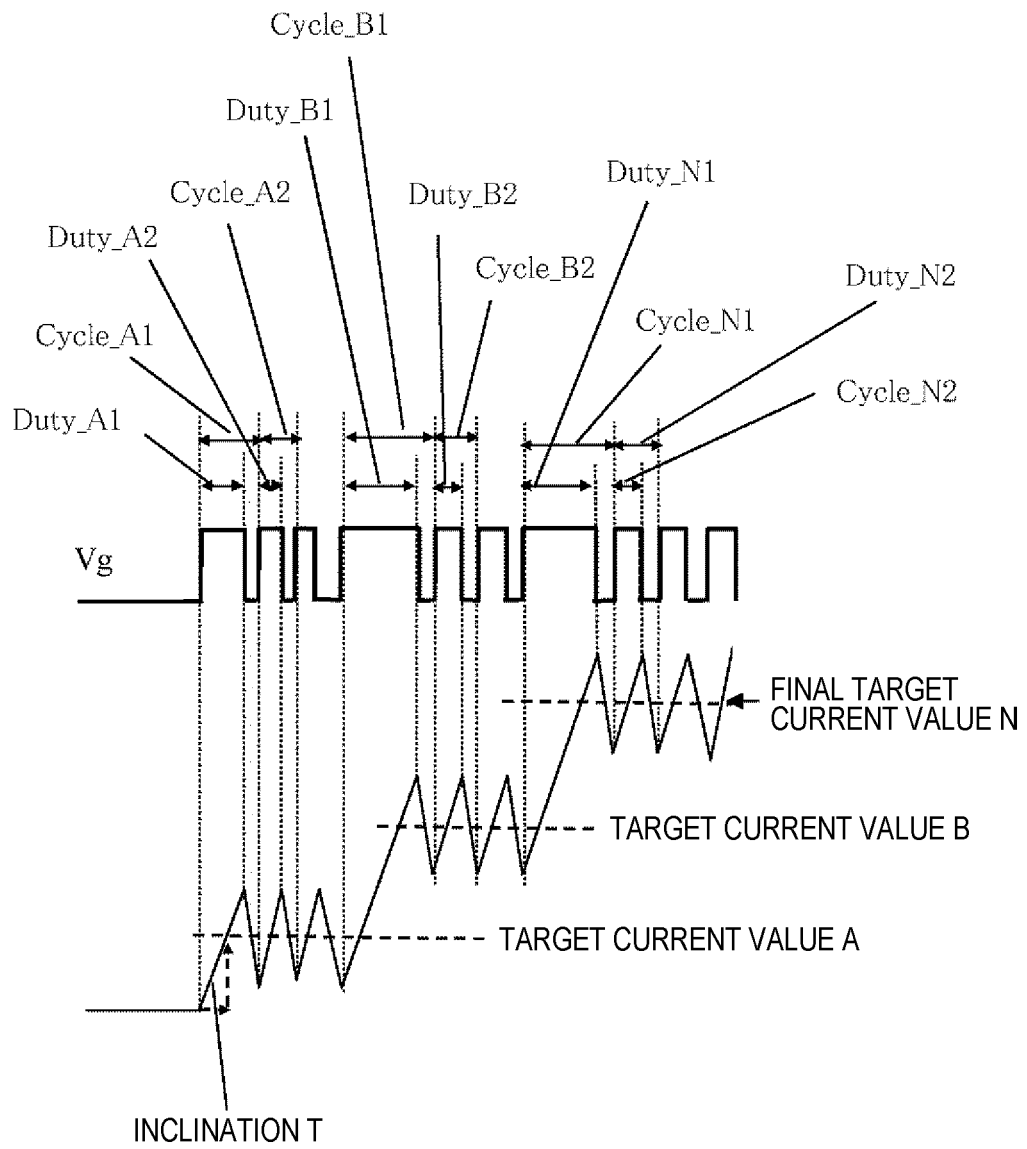 Cycle_B1
Duty_B1
Cycle_A2
Duty_B2
Duty_N1
Duty_A2
Cycle_B2
Duty_N2
Cycle_A1
Cycle_N1
Duty_A1
Cycle_N2
Vg
FINAL TARGET
CURRENT VALUE N
TARGET CURRENT VALUE B
TARGET CURRENT VALUE A
INCLINATION T